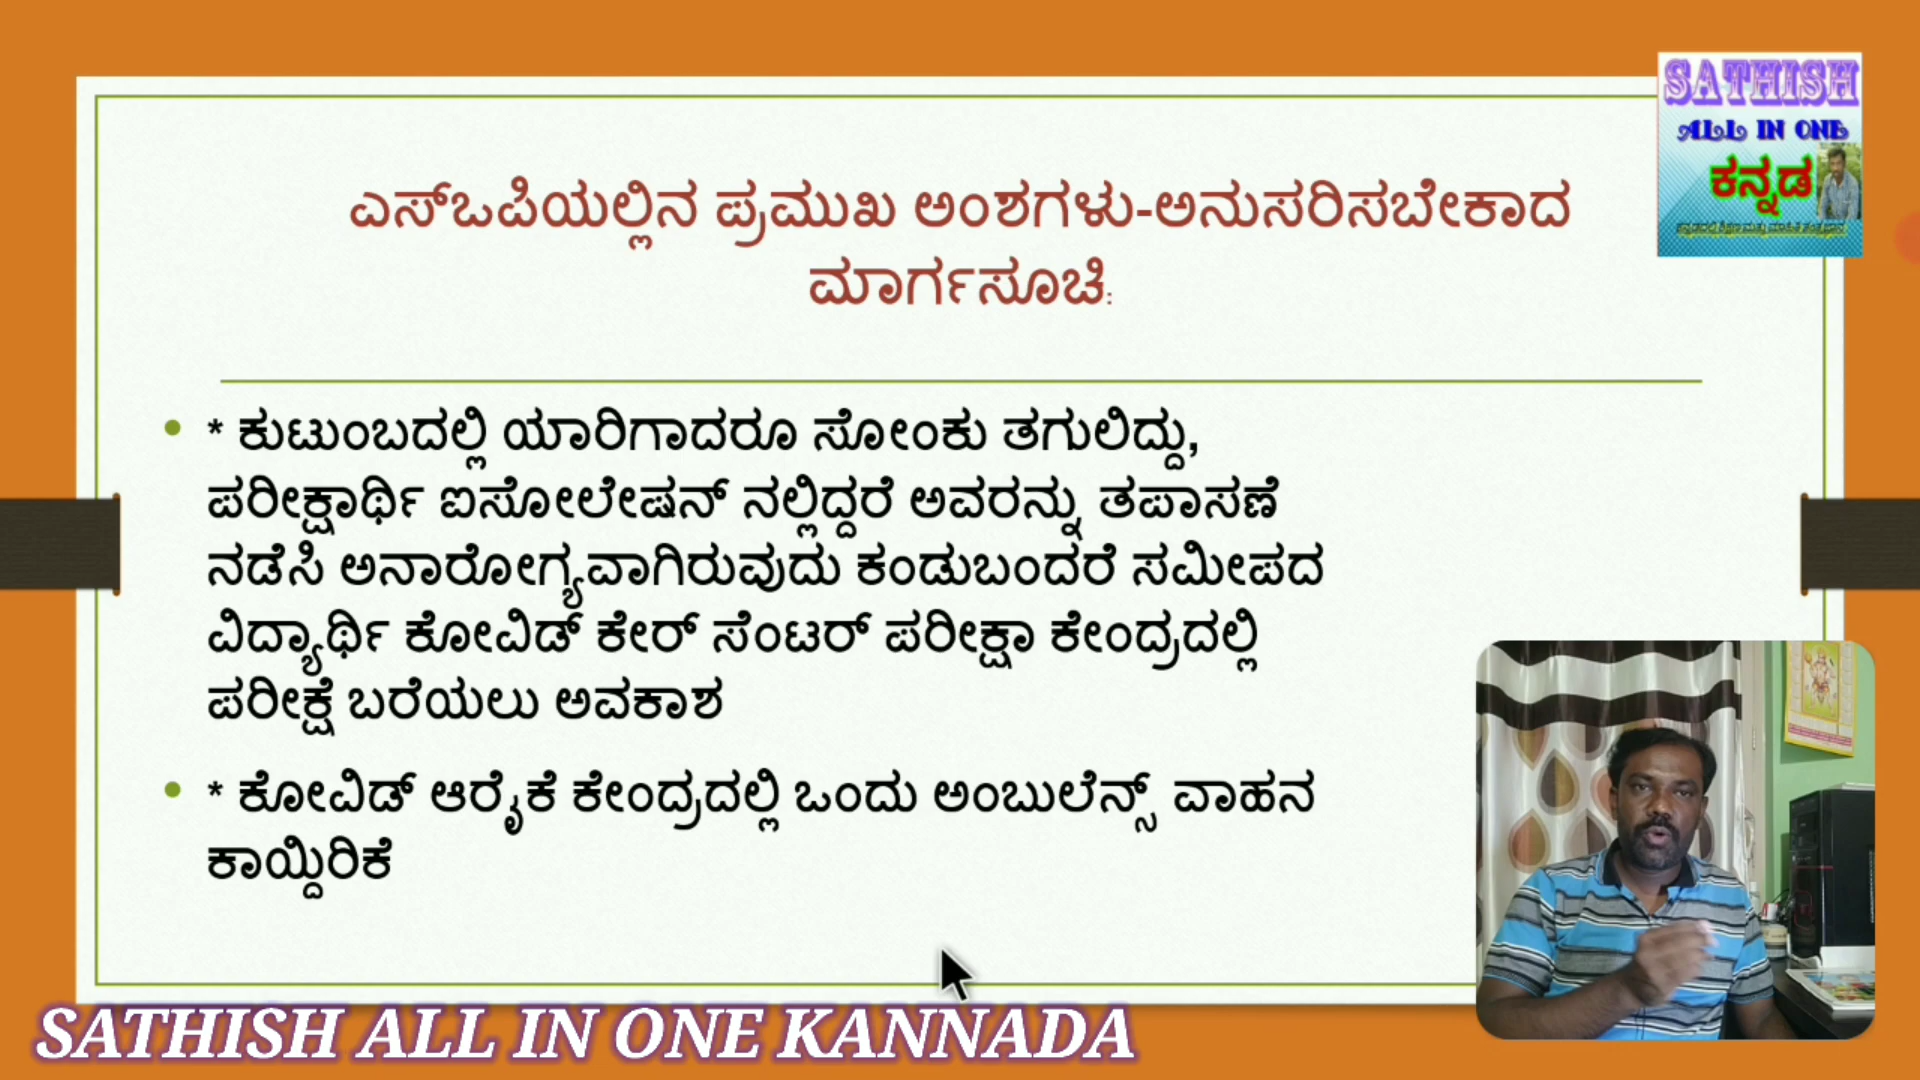 SATHISH
ALL IN ONE
ಕನ್ನಡ
ಎಸ್‌ಒಪಿಯಲ್ಲಿನ ಪ್ರಮುಖ ಅಂಶಗಳು-ಅನುಸರಿಸಬೇಕಾದ
ಮಾರ್ಗಸೂಚಿ:
* ಕುಟುಂಬದಲ್ಲಿ ಯಾರಿಗಾದರೂ ಸೋಂಕು ತಗುಲಿದ್ದು,
ಪರೀಕ್ಷಾರ್ಥಿ ಐಸೋಲೇಷನ್ ನಲ್ಲಿದ್ದರೆ ಅವರನ್ನು ತಪಾಸಣೆ
ನಡೆಸಿ ಅನಾರೋಗ್ಯವಾಗಿರುವುದು ಕಂಡುಬಂದರೆ ಸಮೀಪದ
ವಿದ್ಯಾರ್ಥಿ ಕೋವಿಡ್ ಕೇರ್ ಸೆಂಟರ್ ಪರೀಕ್ಷಾ ಕೇಂದ್ರದಲ್ಲಿ
ಪರೀಕ್ಷೆ ಬರೆಯಲು ಅವಕಾಶ
* ಕೋವಿಡ್ ಆರೈಕೆ ಕೇಂದ್ರದಲ್ಲಿ ಒಂದು ಅಂಬುಲೆನ್ಸ್ ವಾಹನ
ಕಾಯ್ದಿರಿಕೆ
SATHISH ALL IN ONE KANNADA